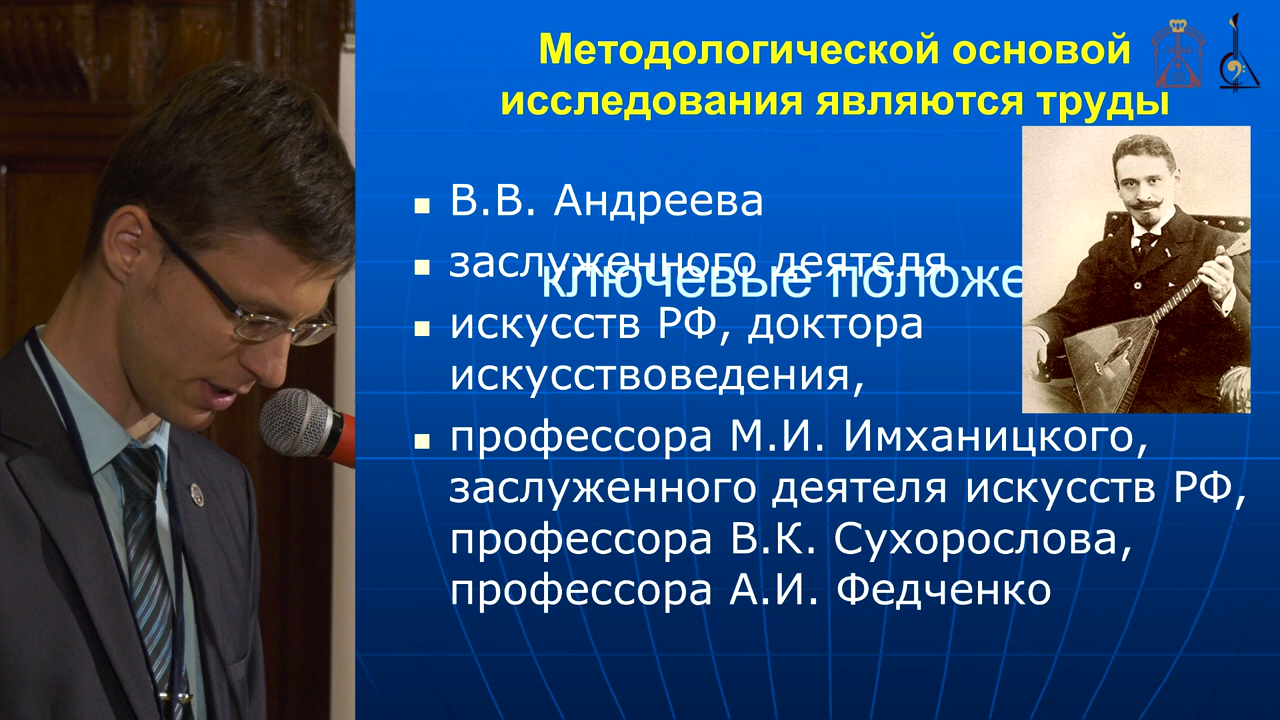 Методологической основой
исследования являются труды
В.В. Андреева
заслуженного деятеля
ключевые положе
искусств РФ, доктора
искусствоведения,
профессора М.И. Имханицкого,
заслуженного деятеля искусств РФ,
профессора В.К. Сухорослова,
профессора А.И. Федченко